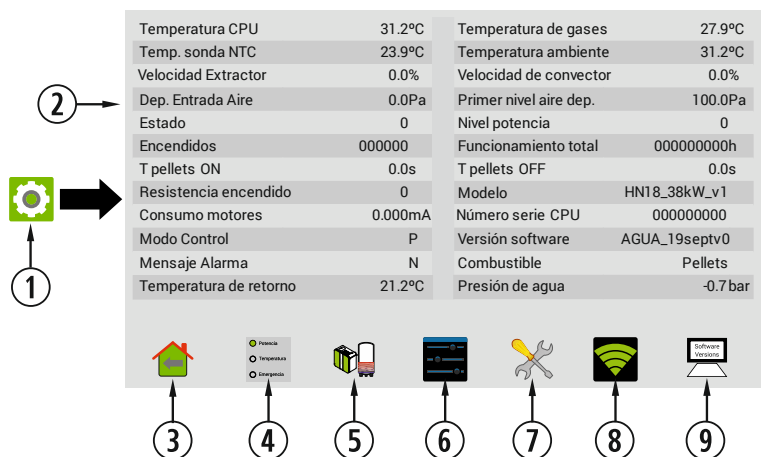 Temperatura CPU 31.2ºC Temperatura de gases 27.9ºC
Temp. sonda NTC 23.9ºC Temperatura ambiente 31.2ºC
Velocidad Extractor 0.0% Velocidad de convector 0.0%
2 Dep. Entrada Aire 0.0Pa Primer nivel aire dep. 100.0Pa
Estado 0 Nivel potencia 0
Encendidos 000000 Funcionamiento total 000000000h
T pellets ON 0.0s T pellets OFF 0.0s
Resistencia encendido 0 Modelo HN18_38kW_v1
Consumo motores 0.000mA Número serie CPU 000000000
Modo Control P Versión software AGUA_19septv0
Mensaje Alarma N Combustible Pellets
1 Temperatura de retorno 21.2ºC Presión de agua -0.7 bar
Potencia
Temperatura
Emergencia
Software
Versions
3 4 5 6 7 8 9